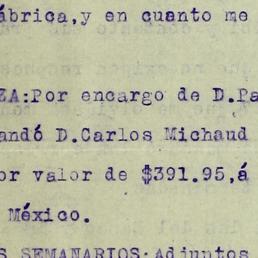 ábrica,y en cuanto me
ZA:Por encargo de D.Pa
andó D.Carlos Michaud
or valor de $391.95,á
México.
S SEMANARIOS:Adjuntos